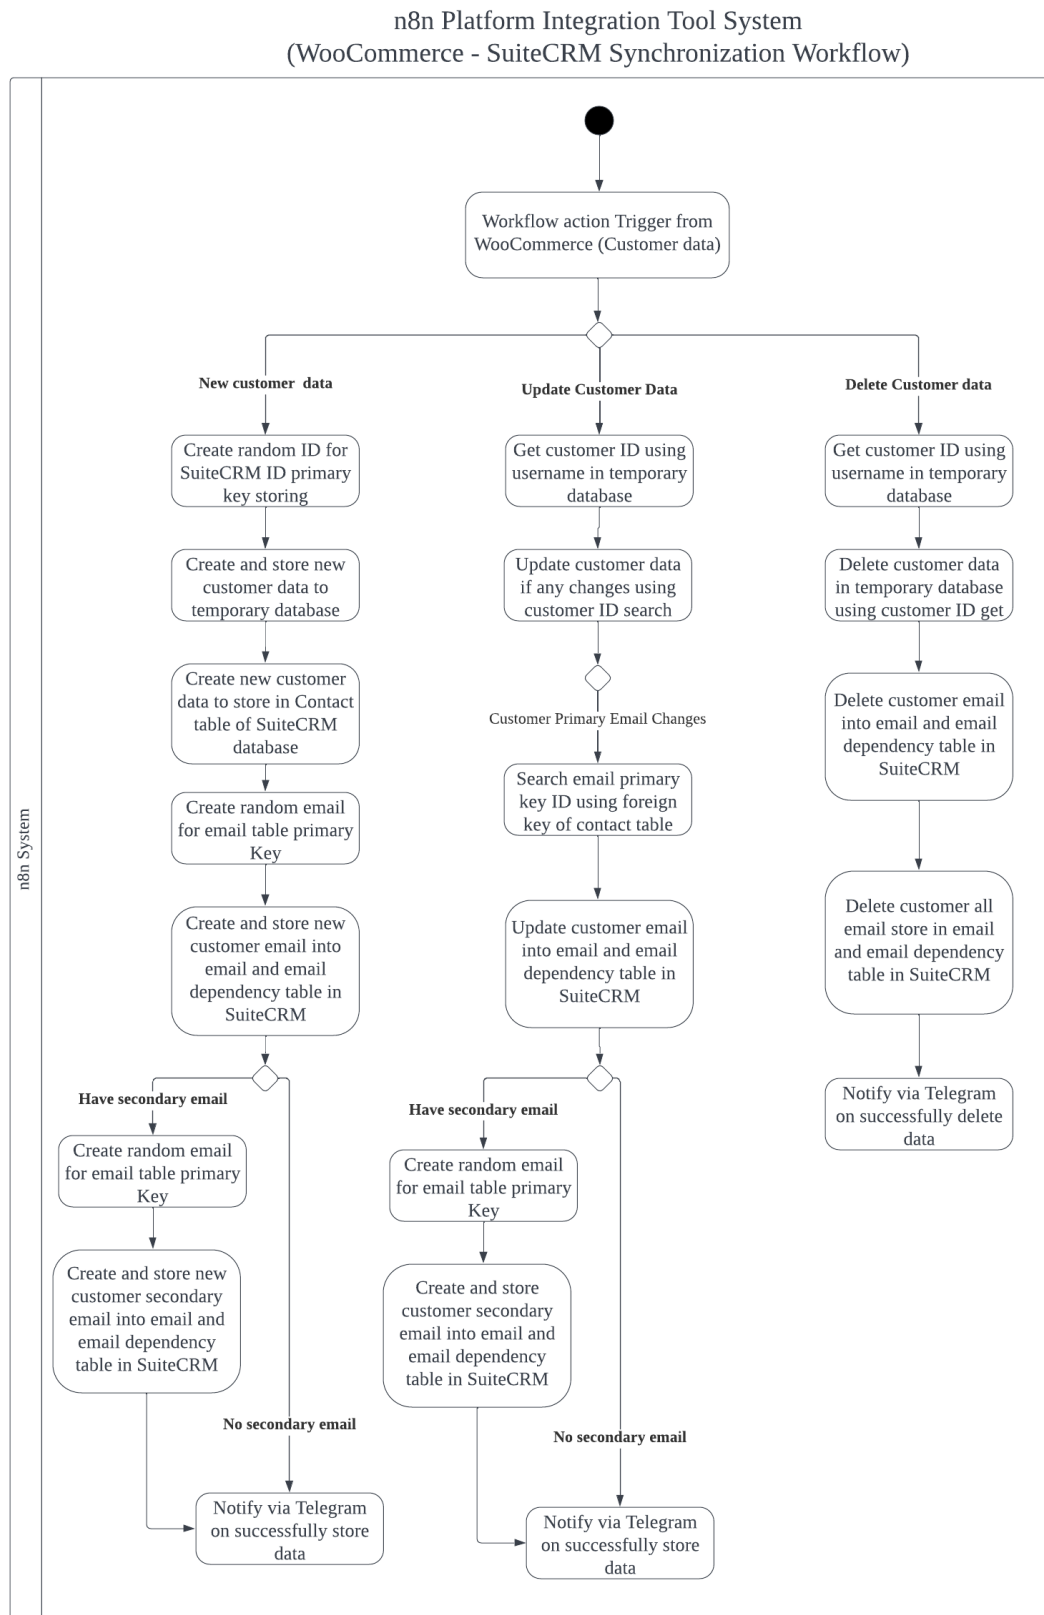 n8n Platform Integration Tool System
(WooCommerce - SuiteCRM Synchronization Workflow)
n8n System
Workflow action Trigger from
WooCommerce (Customer data)
New customer data
Create random ID for
SuiteCRM ID primary
key storing
Create and store new
customer data to
temporary database
Create new customer
data to store in Contact
table of SuiteCRM
database
Create random email
for email table primary
Key
Create and store new
customer email into
email and email
dependency table in
SuiteCRM
Have secondary email
Create random email
for email table primary
Key
Create and store new
customer secondary
email into email and
email dependency
table in SuiteCRM
No secondary email
Notify via Telegram
on successfully store
data
Update Customer Data
Get customer ID using
username in temporary
database
Update customer data
if any changes using
customer ID search
Customer Primary Email Changes
Search email primary
key ID using foreign
key of contact table
Update customer email
into email and email
dependency table in
SuiteCRM
Have secondary email
Create random email
for email table primary
Key
Create and store
customer secondary
email into email and
email dependency
table in SuiteCRM
No secondary email
Notify via Telegram
on successfully store
data
Delete Customer data
Get customer ID using
username in temporary
database
Delete customer data
in temporary database
using customer ID get
Delete customer email
into email and email
dependency table in
SuiteCRM
Delete customer all
email store in email
and email dependency
table in SuiteCRM
Notify via Telegram
on successfully delete
data